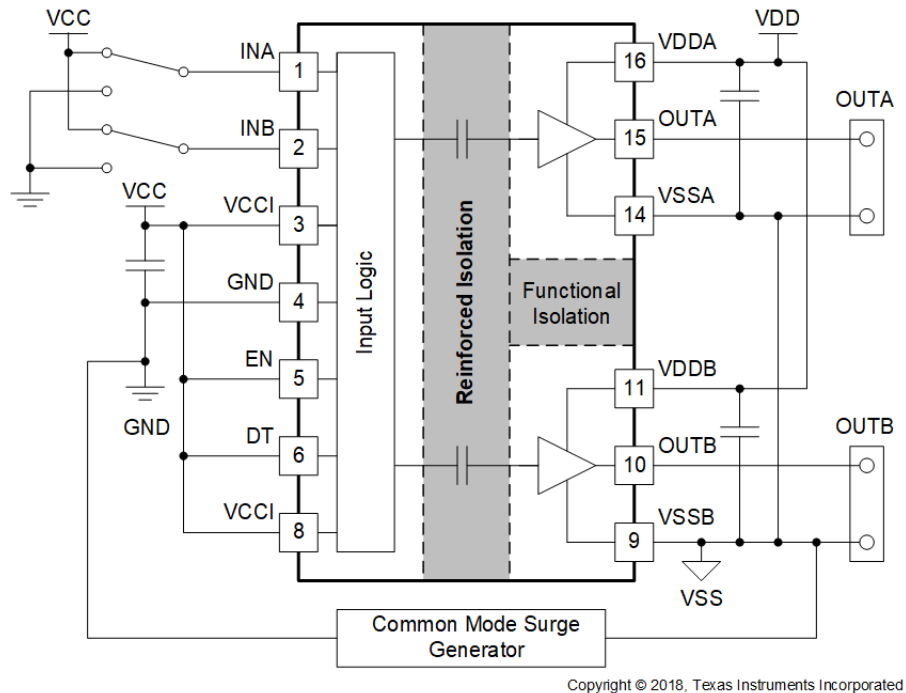 VCC
INA
1
INB
2
VCC
VCCI
3
GND
4
EN
5
GND
DT
6
VCCI
8
Input Logic
Reinforced Isolation
Functional
Isolation
16
VDDA
VDD
15
OUTA
OUTA
14
VSSA
11
VDDB
10
OUTB
OUTB
9
VSSB
VSS
Common Mode Surge
Generator
Copyright © 2018, Texas Instruments Incorporated